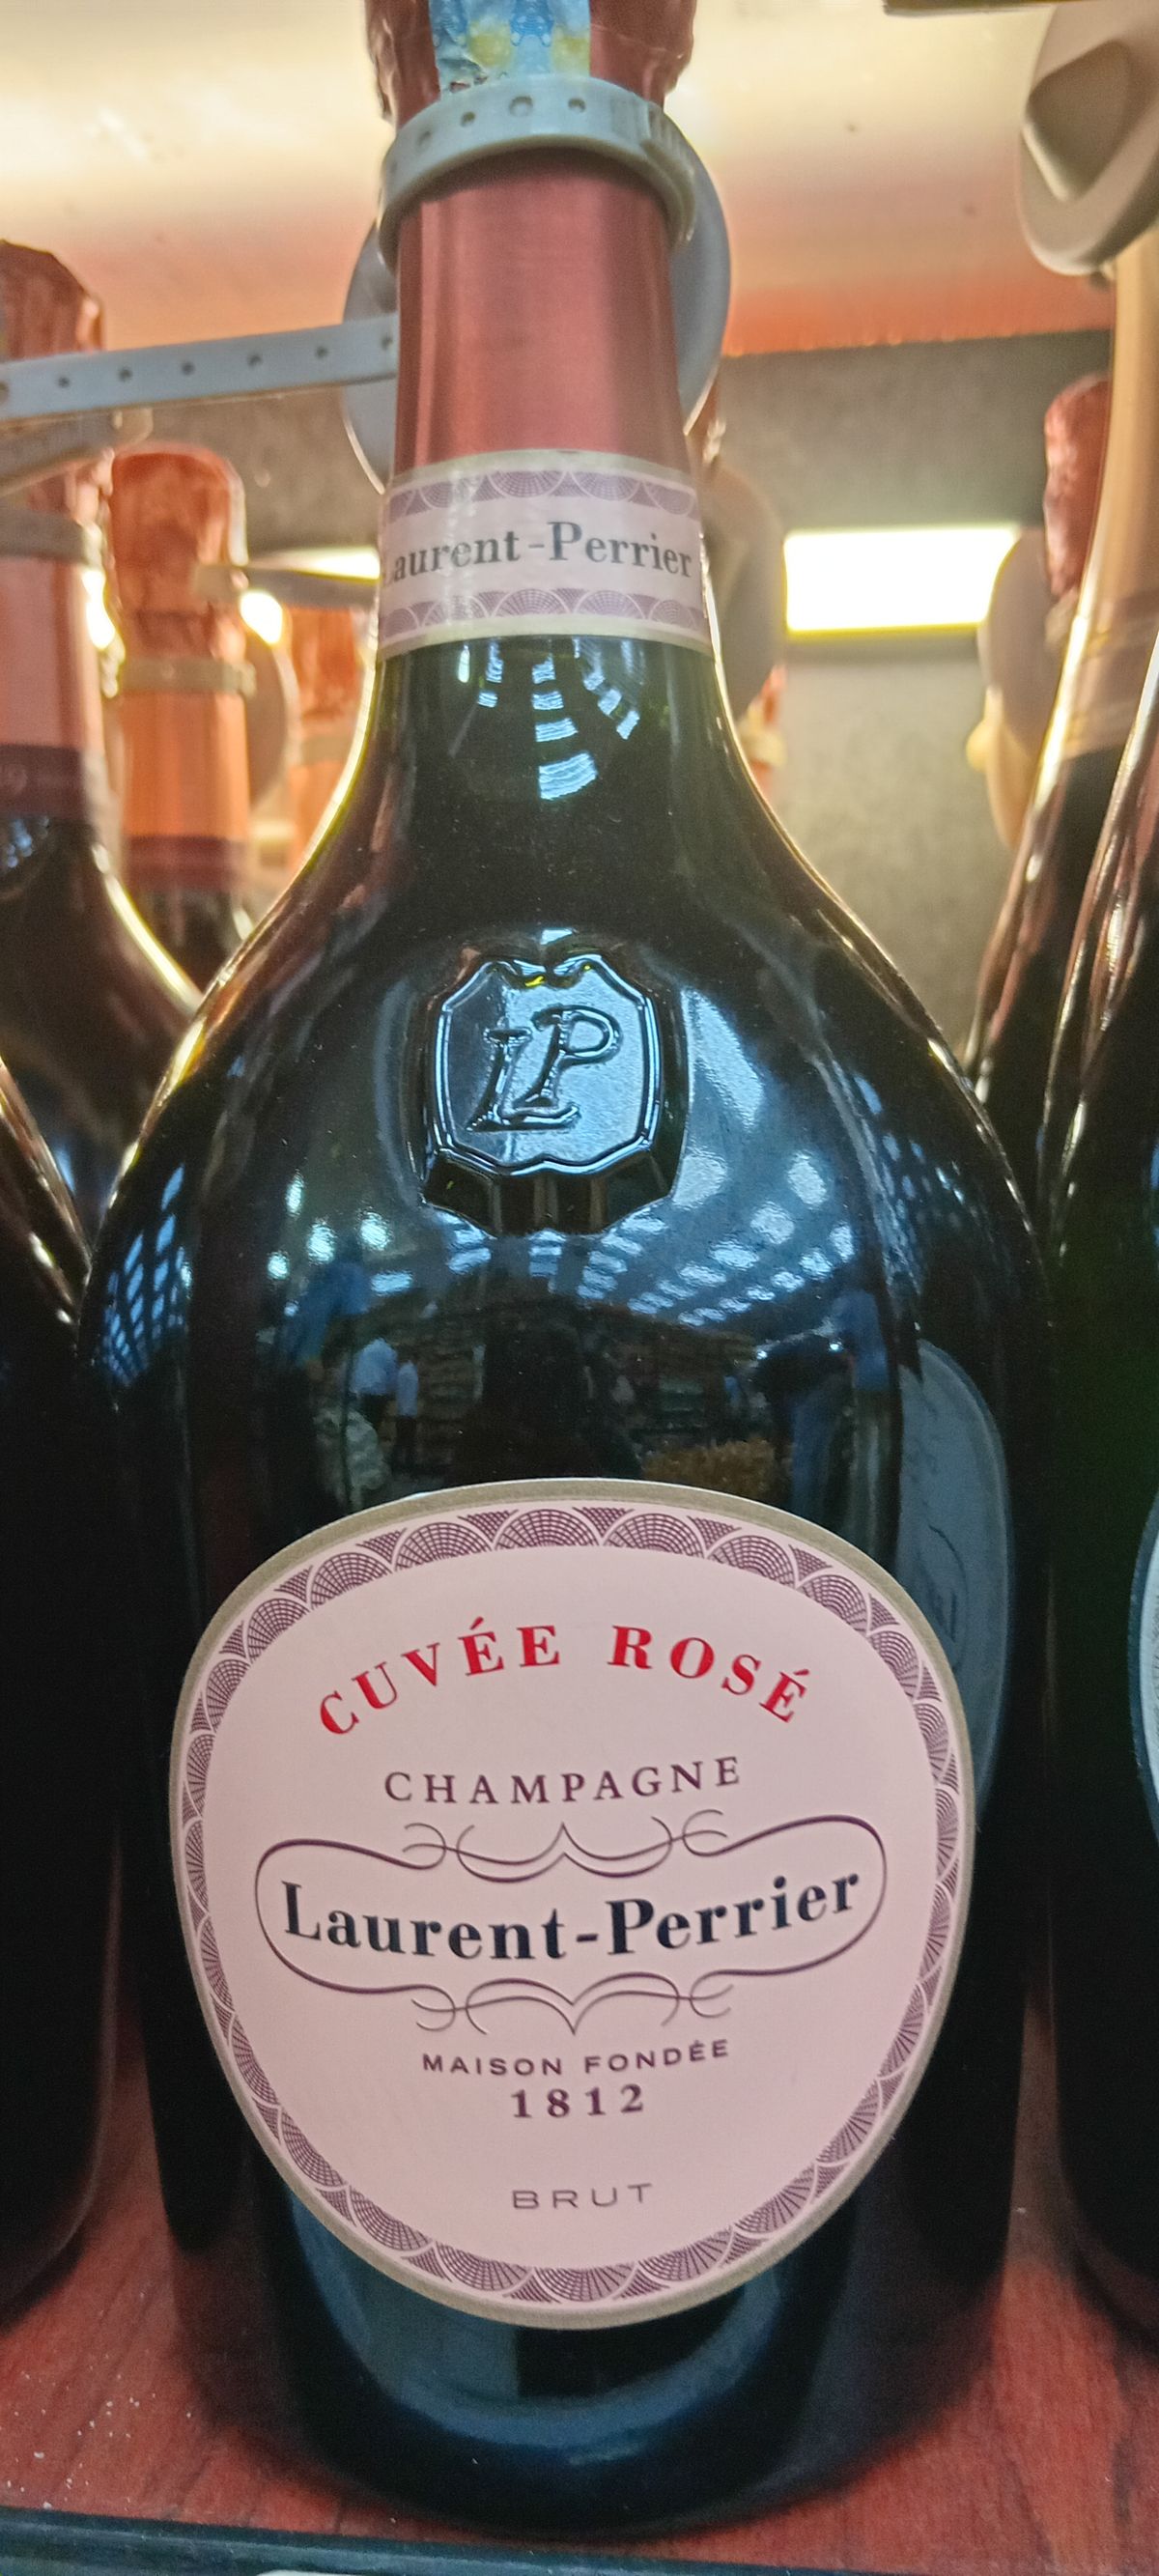 Laurent-Perrier
LP
CUVÉE ROSÉ
CHAMPAGNE
Laurent-Perrier
MAISON FONDÉE
1812
BRUT